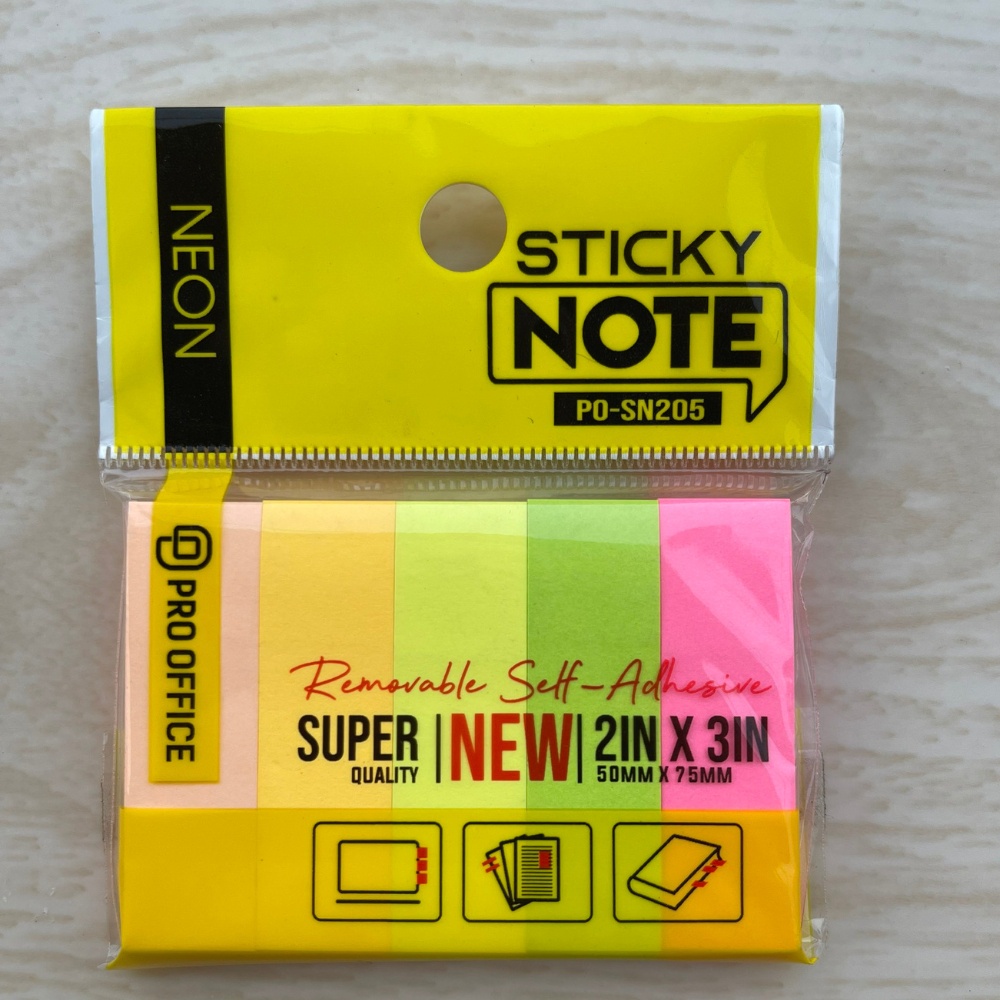 NEON
STICKY
NOTE
PO-SN205
PRO OFFICE
Removable Self-Adhesive
SUPER
QUALITY
NEW
2IN X 3IN
50MM X 75MM